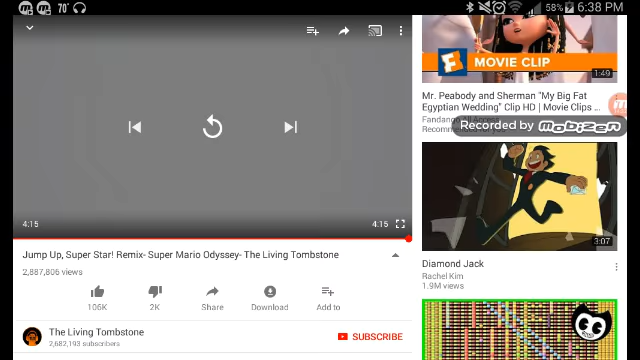 70°
58% 6:38 PM
4:15
4:15
Jump Up, Super Star! Remix- Super Mario Odyssey- The Living Tombstone
2,887,806 views
106K
2K
Share
Download
Add to
The Living Tombstone
2,682,193 subscribers
SUBSCRIBE
MOVIE CLIP
1:49
Mr. Peabody and Sherman "My Big Fat
Egyptian Wedding" Clip HD | Movie Clips ...
Fandango All Access
Recorded by mobizen
3:07
Diamond Jack
Rachel Kim
1.9M views